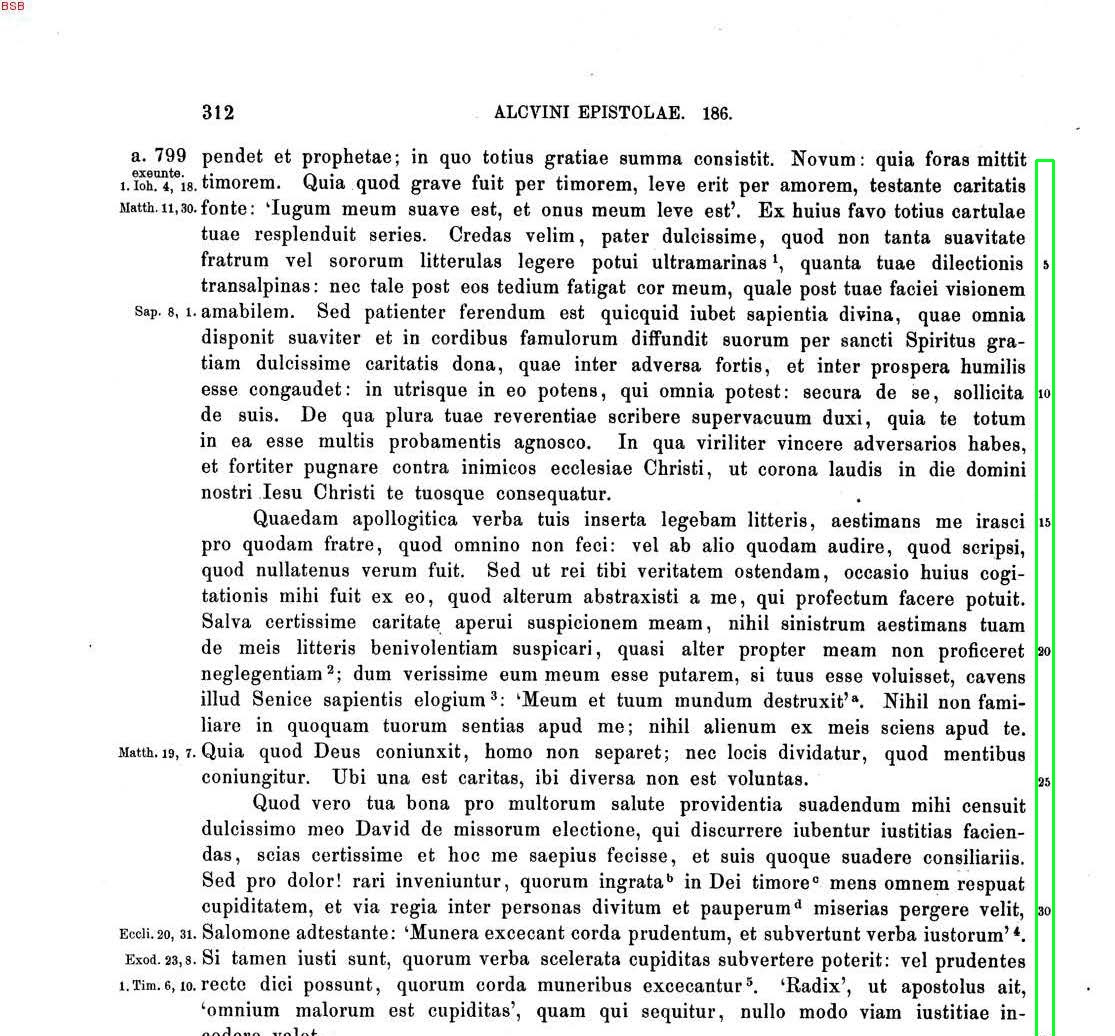 BSB
312 ALCVINI EPISTOLAE. 186.
a. 799 pendet et prophetae; in quo totius gratiae summa consistit. Novum: quia foras mittit
exeunte.
1. Ioh. 4, 18. timorem. Quia quod grave fuit per timorem, leve erit per amorem, testante caritatis
Matth. 11, 30. fonte: ‘Iugum meum suave est, et onus meum leve est’. Ex huius favo totius cartulae
tuae resplenduit series. Credas velim, pater dulcissime, quod non tanta suavitate
fratrum vel sororum litterulas legere potui ultramarinas ¹, quanta tuae dilectionis 5
transalpinas: nec tale post eos tedium fatigat cor meum, quale post tuae faciei visionem
Sap. 8, 1. amabilem. Sed patienter ferendum est quicquid iubet sapientia divina, quae omnia
disponit suaviter et in cordibus famulorum diffundit suorum per sancti Spiritus gra-
tiam dulcissime caritatis dona, quae inter adversa fortis, et inter prospera humilis
esse congaudet: in utrisque in eo potens, qui omnia potest: secura de se, sollicita 10
de suis. De qua plura tuae reverentiae scribere supervacuum duxi, quia te totum
in ea esse multis probamentis agnosco. In qua viriliter vincere adversarios habes,
et fortiter pugnare contra inimicos ecclesiae Christi, ut corona laudis in die domini
nostri Iesu Christi te tuosque consequatur.
Quaedam apollogitica verba tuis inserta legebam litteris, aestimans me irasci 15
pro quodam fratre, quod omnino non feci: vel ab alio quodam audire, quod scripsi,
quod nullatenus verum fuit. Sed ut rei tibi veritatem ostendam, occasio huius cogi-
tationis mihi fuit ex eo, quod alterum abstraxisti a me, qui profectum facere potuit.
Salva certissime caritate aperui suspicionem meam, nihil sinistrum aestimans tuam
de meis litteris benivolentiam suspicari, quasi alter propter meam non proficeret 20
neglegentiam ²; dum verissime eum meum esse putarem, si tuus esse voluisset, cavens
illud Senice sapientis elogium ³: ‘Meum et tuum mundum destruxit’ ᵃ. Nihil non fami-
liare in quoquam tuorum sentias apud me; nihil alienum ex meis sciens apud te.
Matth. 19, 7. Quia quod Deus coniunxit, homo non separet; nec locis dividatur, quod mentibus
coniungitur. Ubi una est caritas, ibi diversa non est voluntas. 25
Quod vero tua bona pro multorum salute providentia suadendum mihi censuit
dulcissimo meo David de missorum electione, qui discurrere iubentur iustitias facien-
das, scias certissime et hoc me saepius fecisse, et suis quoque suadere consiliariis.
Sed pro dolor! rari inveniuntur, quorum ingrata ᵇ in Dei timore ᶜ mens omnem respuat
cupiditatem, et via regia inter personas divitum et pauperum ᵈ miserias pergere velit, 30
Eccli. 20, 31. Salomone adtestante: ‘Munera excecant corda prudentum, et subvertunt verba iustorum’ ⁴.
Exod. 23, 8. Si tamen iusti sunt, quorum verba scelerata cupiditas subvertere poterit: vel prudentes
1. Tim. 6, 10. recte dici possunt, quorum corda muneribus excecantur ⁵. ‘Radix’, ut apostolus ait,
‘omnium malorum est cupiditas’, quam qui sequitur, nullo modo viam iustitiae in-